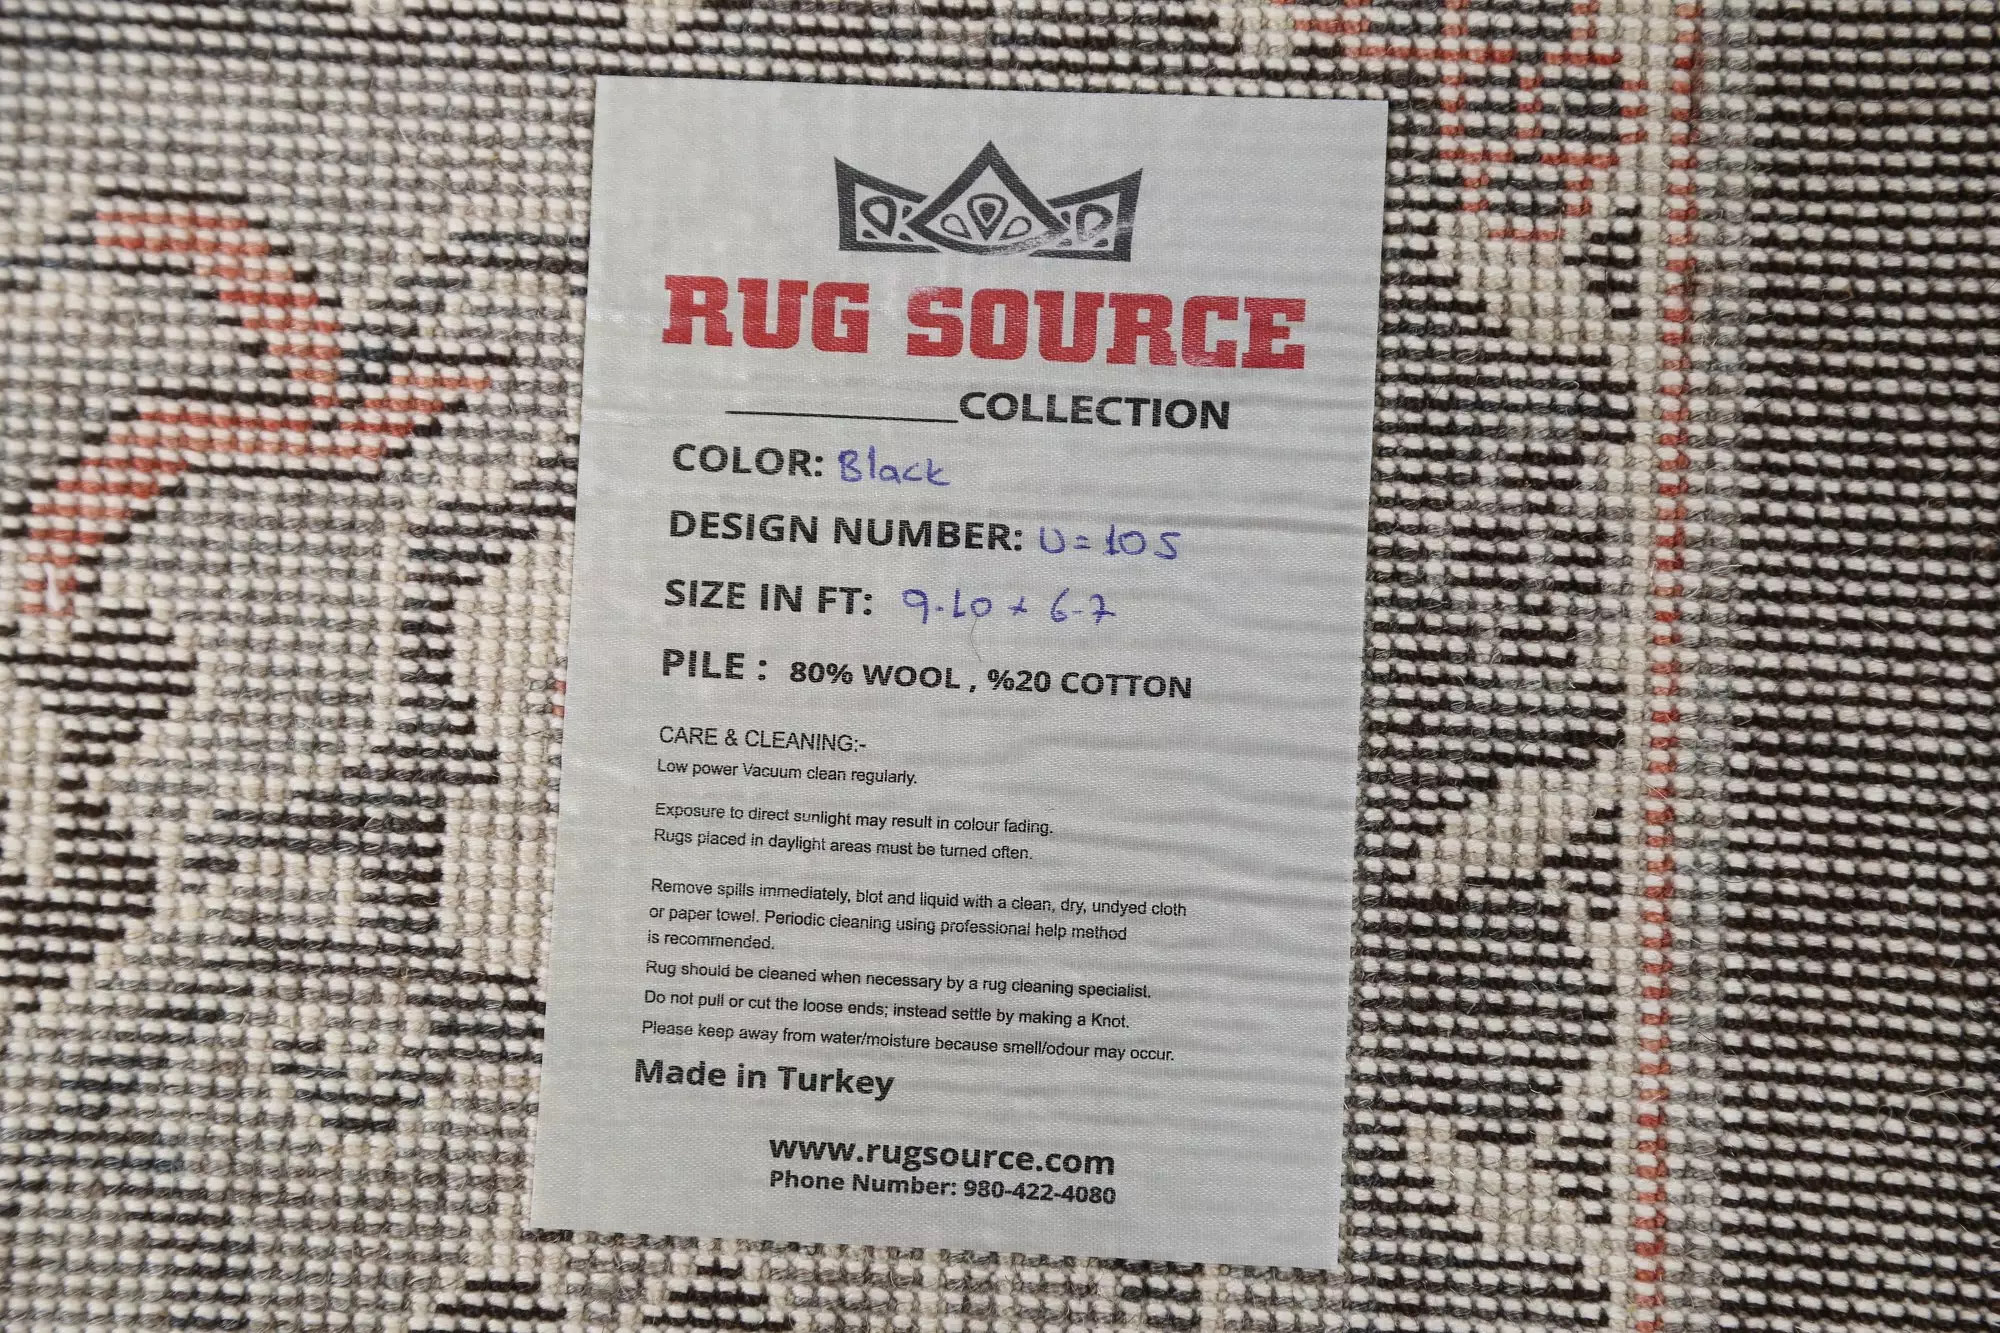 RUG SOURCE
____________COLLECTION
COLOR: Black
DESIGN NUMBER: U=105
SIZE IN FT: 9-10 x 6-7
PILE : 80% WOOL , %20 COTTON
CARE & CLEANING:-
Low power Vacuum clean regularly.
Exposure to direct sunlight may result in colour fading.
Rugs placed in daylight areas must be turned often.
Remove spills immediately, blot and liquid with a clean, dry, undyed cloth
or paper towel. Periodic cleaning using professional help method
is recommended.
Rug should be cleaned when necessary by a rug cleaning specialist.
Do not pull or cut the loose ends; instead settle by making a Knot.
Please keep away from water/moisture because smell/odour may occur.
Made in Turkey
www.rugsource.com
Phone Number: 980-422-4080